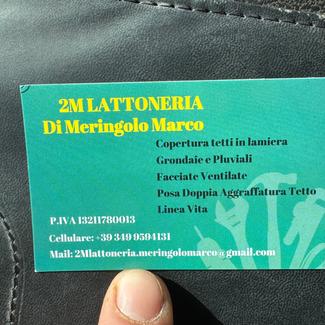 2M LATTONERIA
Di Meringolo Marco
Copertura tetti in lamiera
Grondaie e Pluviali
Facciate Ventilate
Posa Doppia Aggraffatura Tetto
Linea Vita
P.IVA 13211780013
Cellulare: +39 349 9594131
Mail: 2Mlattoneria.meringolomarco@gmail.com